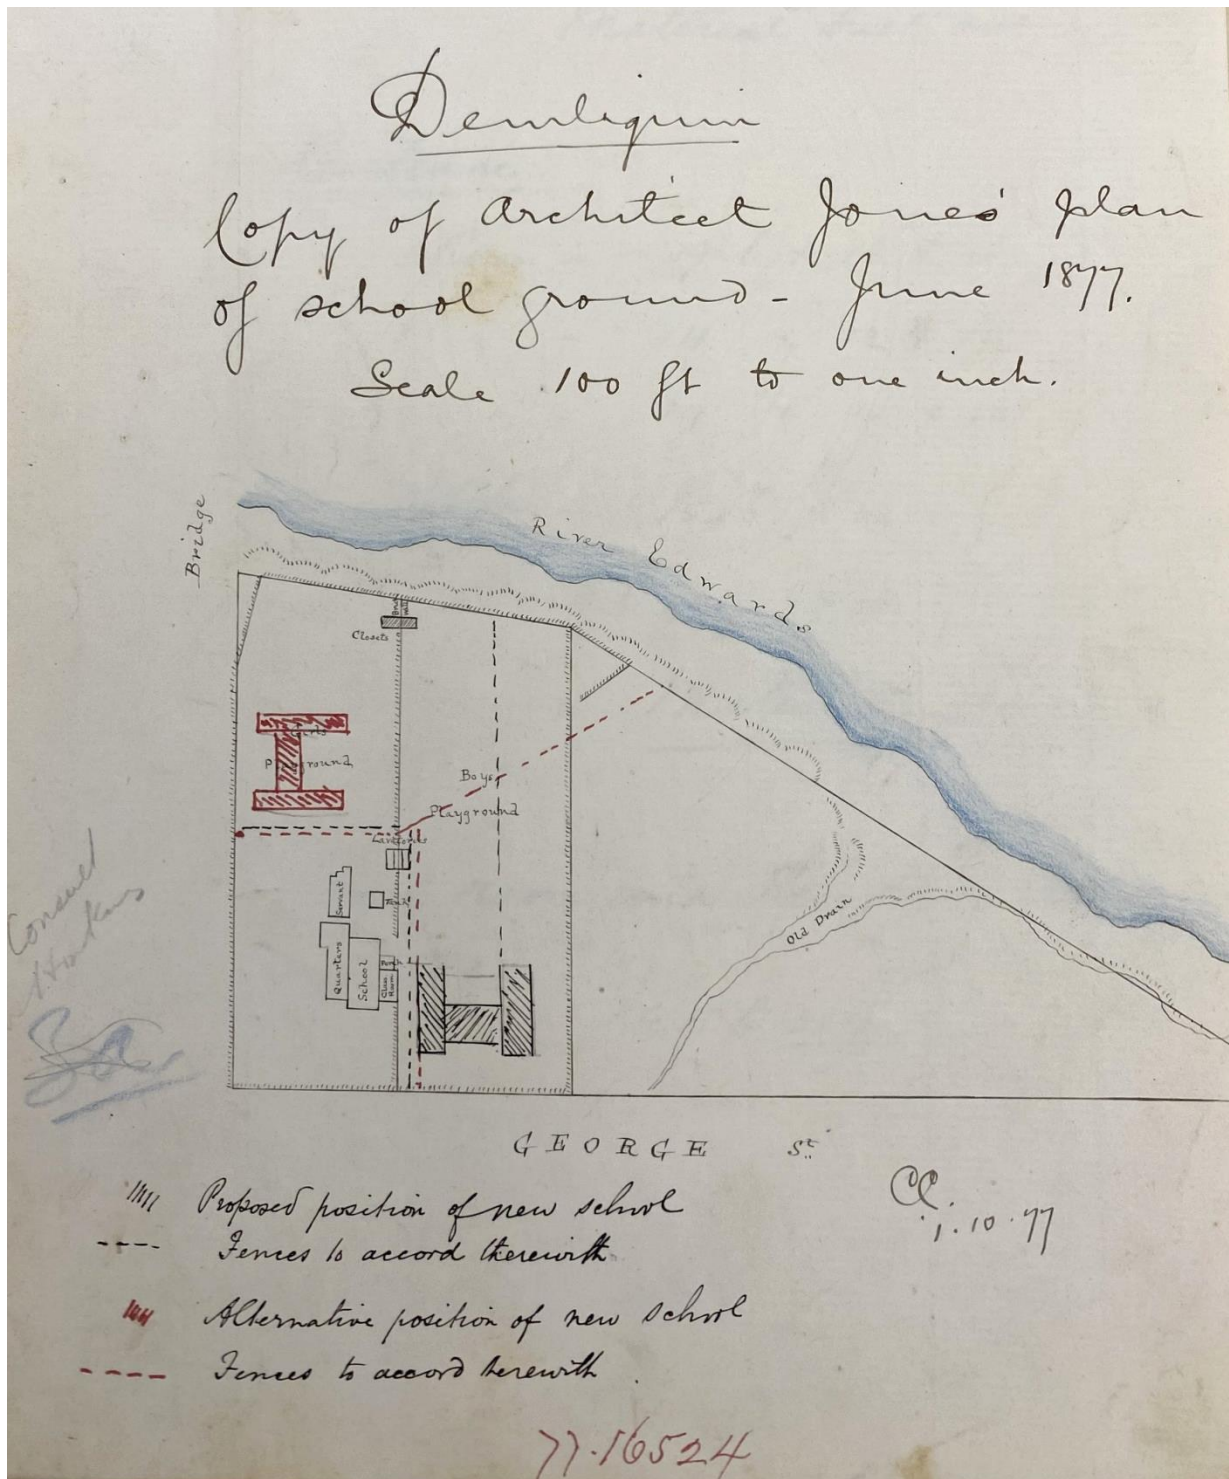 Deniliquin
Copy of Architect Jones' plan
of school ground - June 1877.
Scale 100 ft to one inch.
Bridge
River Edwards
Closets
Girls
Playground
Boys
Playground
Lavatories
Servant
Tank
Quarters
School
Class
Room
Old Drain
GEORGE St.
Proposed position of new school
Fences to accord therewith
Alternative position of new school
Fences to accord herewith
1.10.77
77.16524
Consult